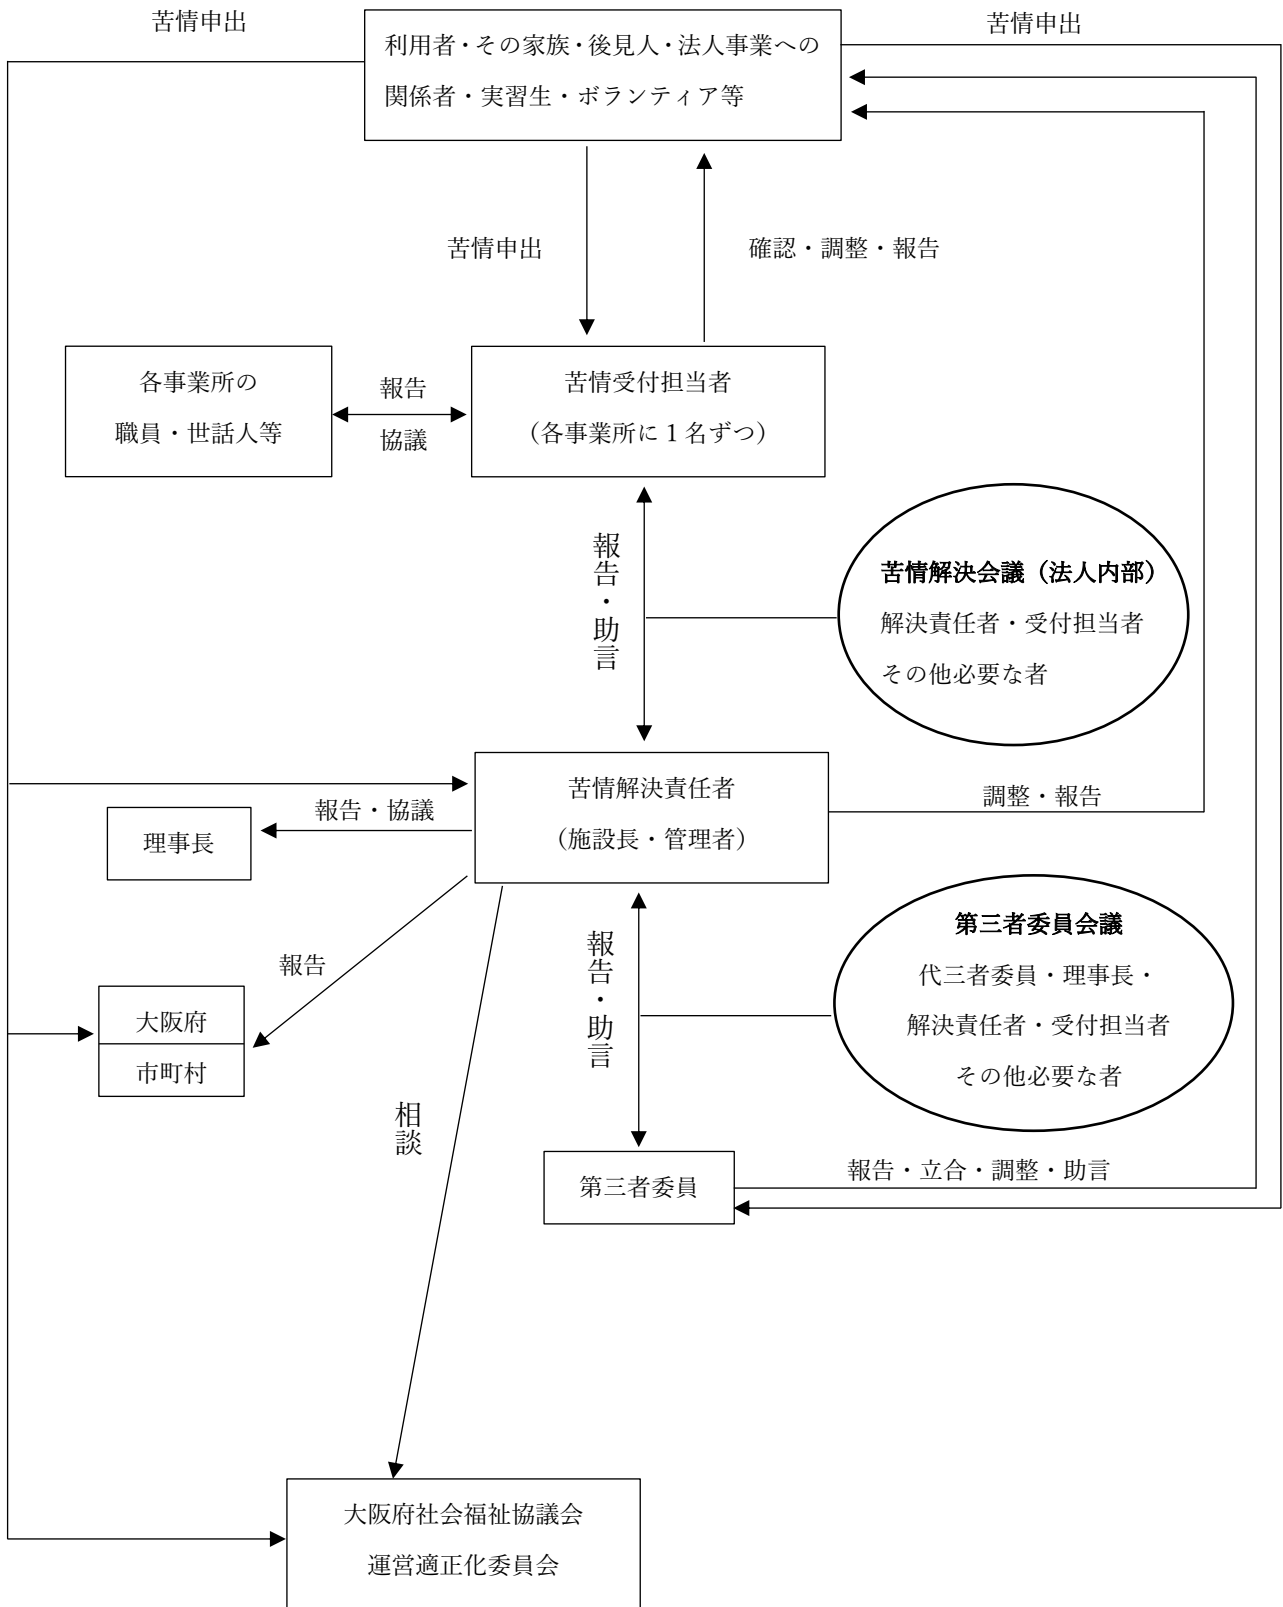 苦情申出
苦情申出
利用者・その家族・後見人・法人事業への
関係者・実習生・ボランティア等
苦情申出
確認・調整・報告
各事業所の
職員・世話人等
報告
協議
苦情受付担当者
（各事業所に１名ずつ）
報告・助言
苦情解決会議（法人内部）
解決責任者・受付担当者
その他必要な者
苦情解決責任者
（施設長・管理者）
調整・報告
報告・協議
理事長
報告・助言
第三者委員会議
代三者委員・理事長・
解決責任者・受付担当者
その他必要な者
報告
大阪府
市町村
相談
第三者委員
報告・立合・調整・助言
大阪府社会福祉協議会
運営適正化委員会